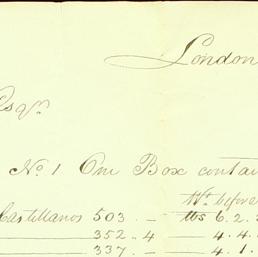 London
Esqr.
No. 1 One Box contai
Wt. before
Castellanos 503. — lbs 6. 2.
352. 4 — 4. 4.
337. — — 4. 1.